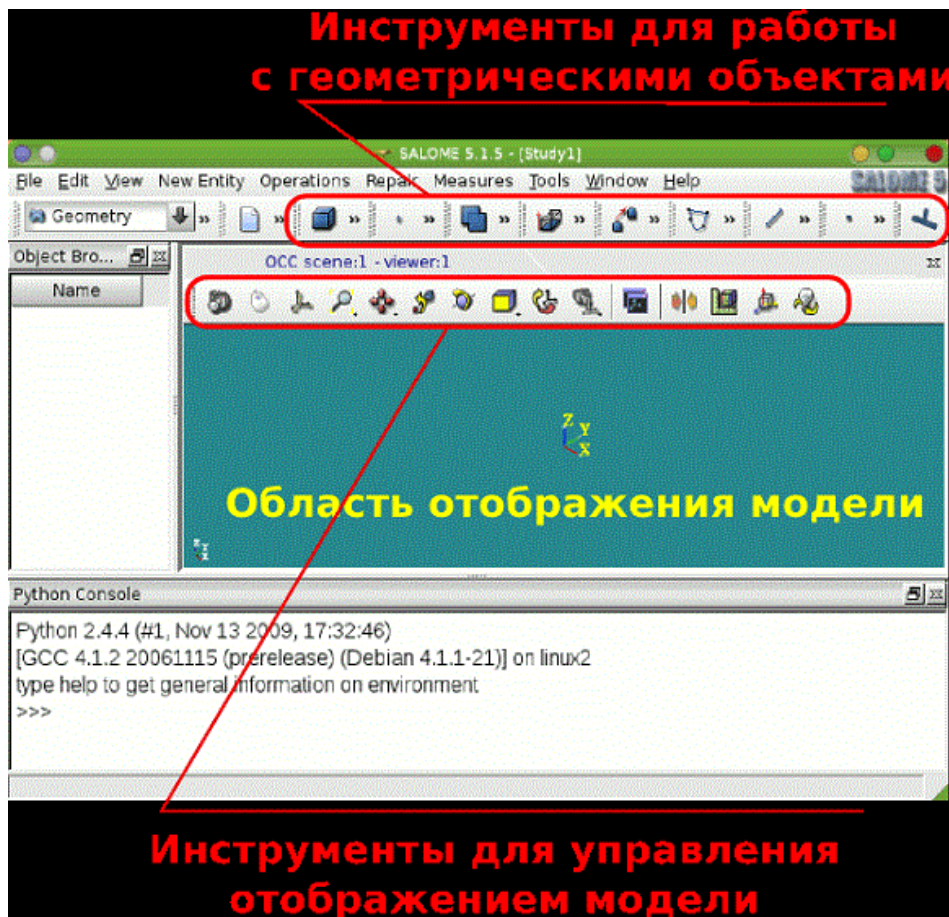 Инструменты для работы
с геометрическими объектами
SALOME 5.1.5 - [Study1]
File Edit View New Entity Operations Repair Measures Tools Window Help
SALOME 5
Geometry » » » » » » » » »
Object Bro...
OCC scene:1 - viewer:1
Name
Z
Y
X
Область отображения модели
Python Console
Python 2.4.4 (#1, Nov 13 2009, 17:32:46)
[GCC 4.1.2 20061115 (prerelease) (Debian 4.1.1-21)] on linux2
type help to get general information on environment
>>>
Инструменты для управления
отображением модели